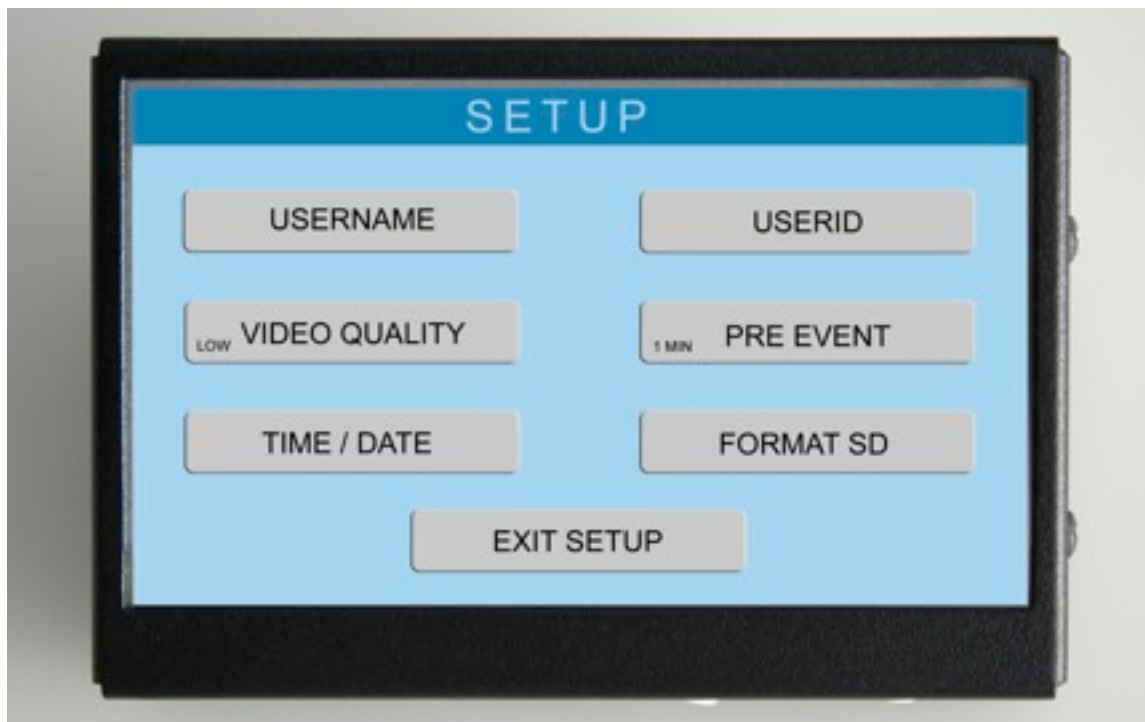 SETUP
USERNAME
USERID
LOW VIDEO QUALITY
1 MIN PRE EVENT
TIME / DATE
FORMAT SD
EXIT SETUP